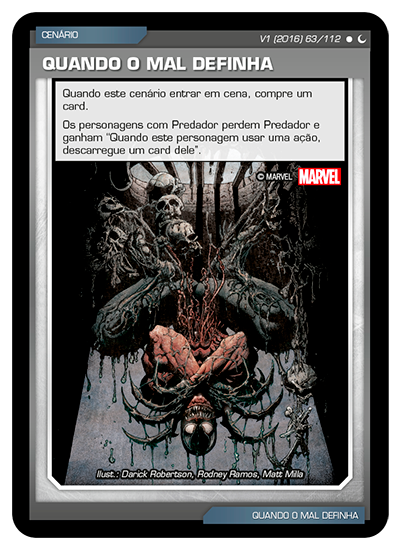 CENÁRIO
V1 (2016) 63/112
QUANDO O MAL DEFINHA
Quando este cenário entrar em cena, compre um
card.
Os personagens com Predador perdem Predador e
ganham "Quando este personagem usar uma ação,
descarregue um card dele".
© MARVEL MARVEL
Ilust.: Darick Robertson, Rodney Ramos, Matt Milla
QUANDO O MAL DEFINHA